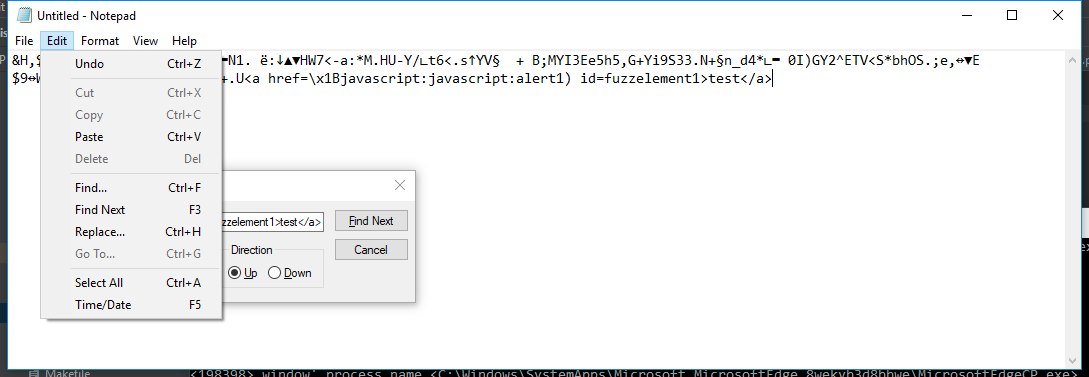 Untitled - Notepad
File Edit Format View Help
&H,$ ━N1. ë:↓▲▼HW7<-a:*M.HU-Y/∟t6<.s↑YV§ + B;MYI3Ee5h5,G+Yi9S33.N+§n_d4*∟━ 0I)GY2^ETV<S*bhOS.;e,↔▼E
$9↔W +.U<a href=\x1Bjavascript:javascript:alert1) id=fuzzelement1>test</a>
Undo Ctrl+Z
Cut Ctrl+X
Copy Ctrl+C
Paste Ctrl+V
Delete Del
Find... Ctrl+F
Find Next F3
Replace... Ctrl+H
Go To... Ctrl+G
Select All Ctrl+A
Time/Date F5
zzelement1>test</a> Find Next
Direction
Up Down
Cancel
Makefile
<198398> window' process name <C:\Windows\SystemApps\Microsoft.MicrosoftEdge_8wekyb3d8bbwe\MicrosoftEdgeCP.exe>